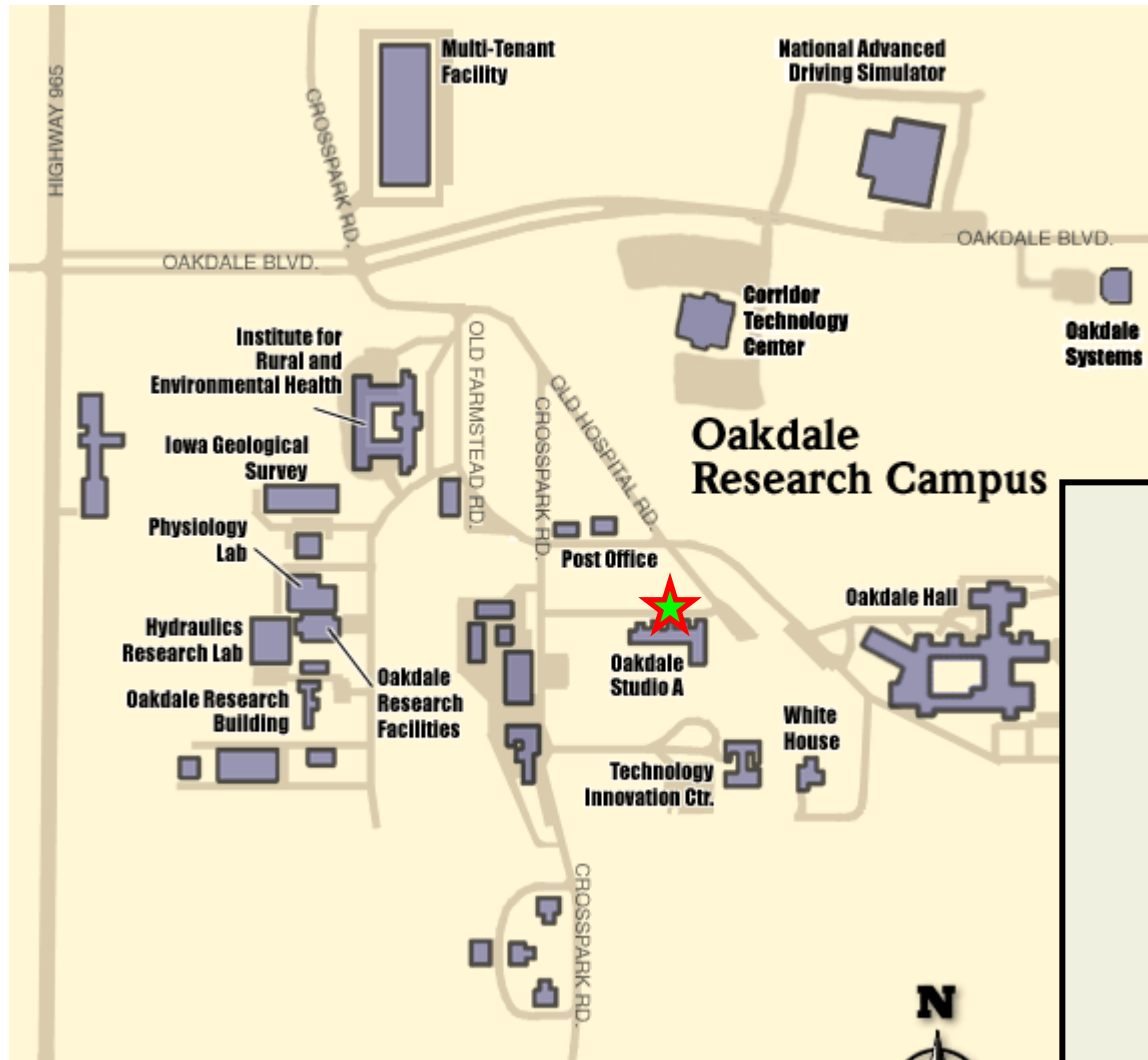 Multi-Tenant
Facility
National Advanced
Driving Simulator
HIGHWAY 965
CROSSPARK RD.
OAKDALE BLVD.
OAKDALE BLVD.
Corridor
Technology
Center
Oakdale
Systems
Institute for
Rural and
Environmental Health
OLD FARMSTEAD RD.
CROSSPARK RD.
OLD HOSPITAL RD.
Oakdale
Research Campus
Iowa Geological
Survey
Physiology
Lab
Post Office
Oakdale Hall
Hydraulics
Research Lab
Oakdale
Research
Facilities
Oakdale
Studio A
Oakdale Research
Building
White
House
Technology
Innovation Ctr.
CROSSPARK RD.
N